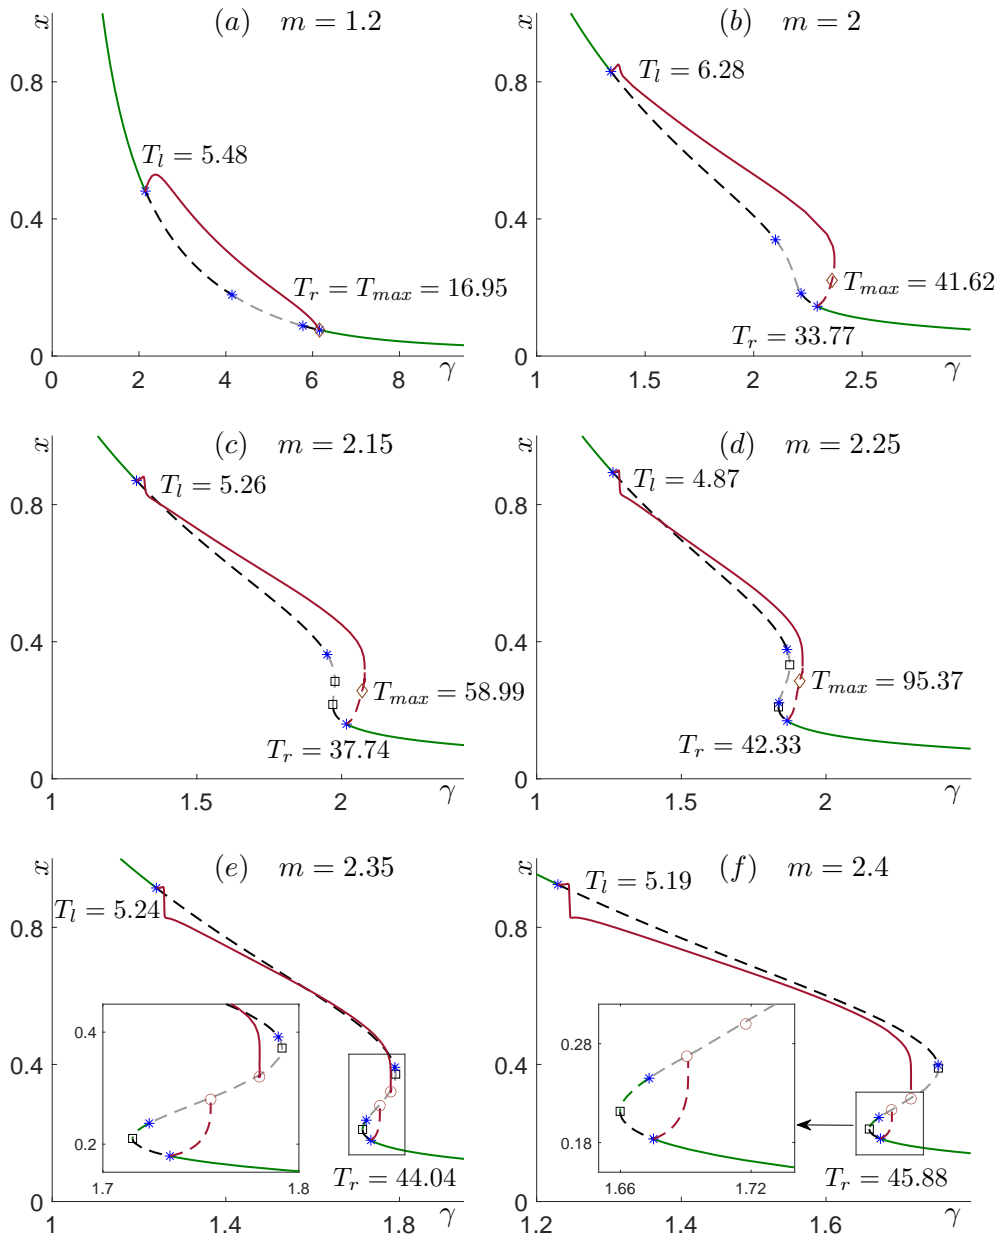 (a) m = 1.2
x
0.8
0.4
0
T_l = 5.48
T_r = T_max = 16.95
0 2 4 6 8 γ
(b) m = 2
x
0.8
0.4
0
T_l = 6.28
T_max = 41.62
T_r = 33.77
1 1.5 2 2.5 γ
(c) m = 2.15
x
0.8
0.4
0
T_l = 5.26
T_max = 58.99
T_r = 37.74
1 1.5 2 γ
(d) m = 2.25
x
0.8
0.4
0
T_l = 4.87
T_max = 95.37
T_r = 42.33
1 1.5 2 γ
(e) m = 2.35
x
0.8
0.4
0
T_l = 5.24
0.4
0.2
1.7 1.8
T_r = 44.04
1 1.4 1.8 γ
(f) m = 2.4
x
0.8
0.4
0
T_l = 5.19
0.28
0.18
1.66 1.72
T_r = 45.88
1.2 1.4 1.6 γ